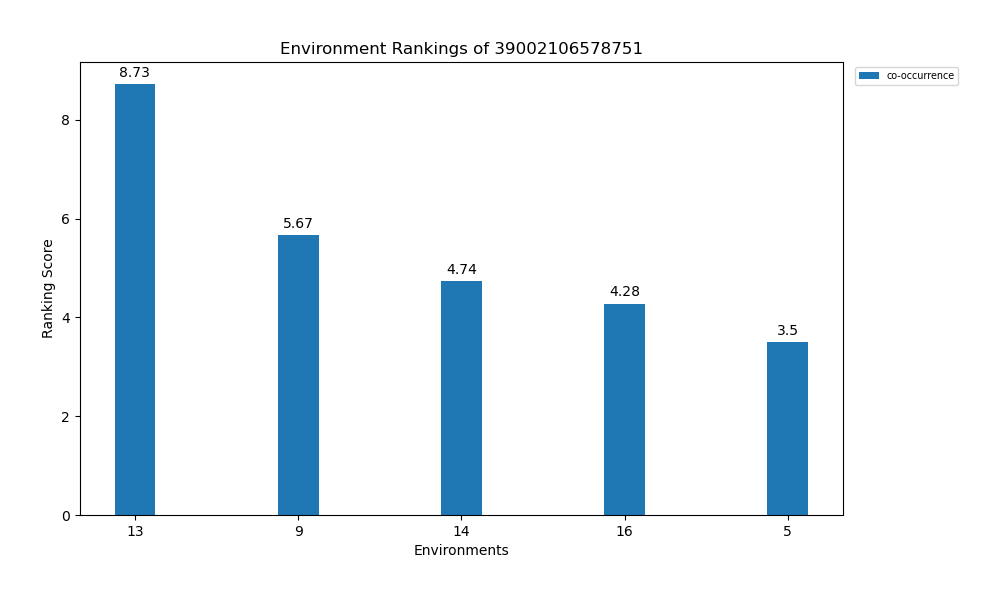 Environment Rankings of 39002106578751
co-occurrence
8.73
5.67
4.74
4.28
3.5
Ranking Score
8
6
4
2
0
13 9 14 16 5
Environments